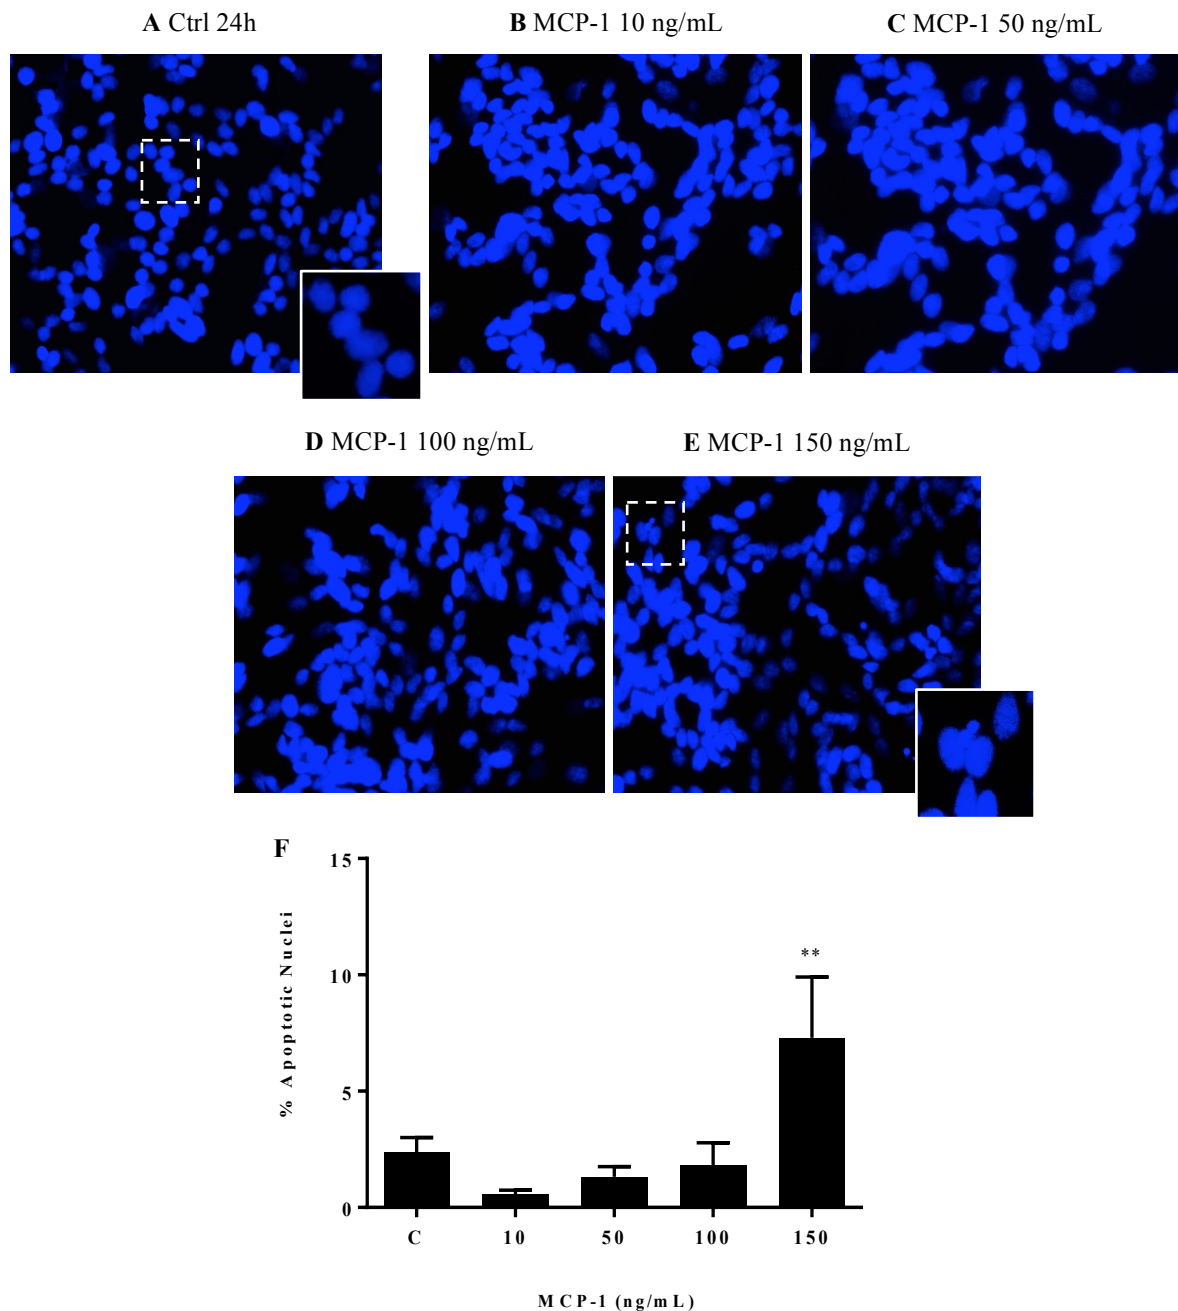 A Ctrl 24h
B MCP-1 10 ng/mL
C MCP-1 50 ng/mL
D MCP-1 100 ng/mL
E MCP-1 150 ng/mL
F
% Apoptotic Nuclei
15
10
5
0
**
C 10 50 100 150
MCP-1 (ng/mL)